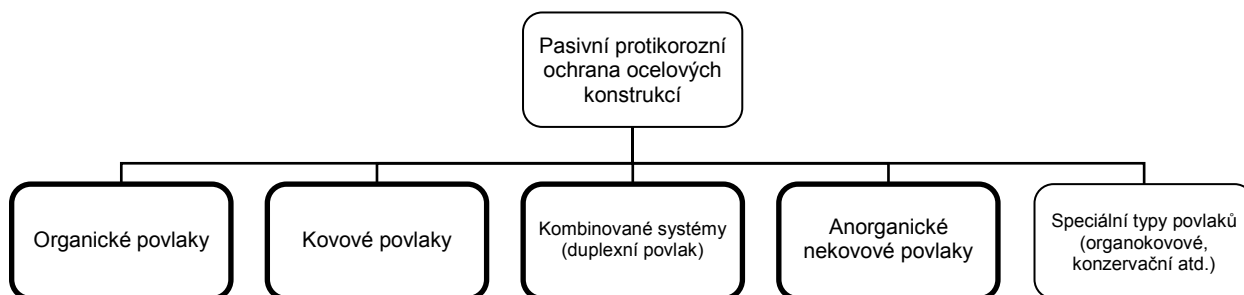 Pasivní protikorozní
ochrana ocelových
konstrukcí
Organické povlaky
Kovové povlaky
Kombinované systémy
(duplexní povlak)
Anorganické
nekovové povlaky
Speciální typy povlaků
(organokovové,
konzervační atd.)